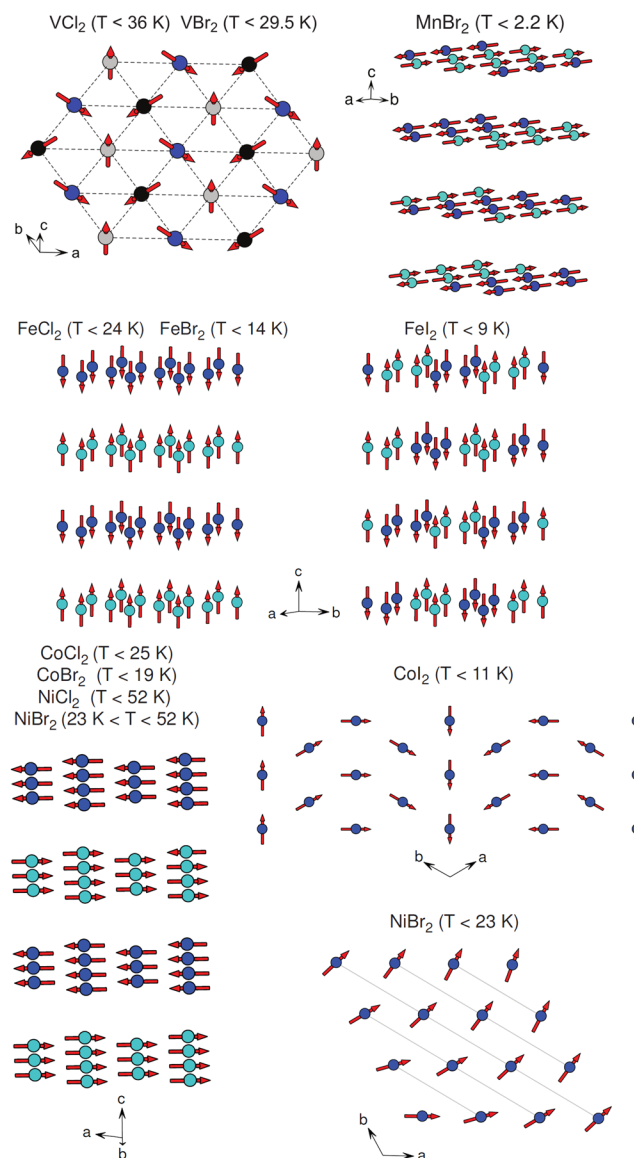 VCl₂ (T < 36 K) VBr₂ (T < 29.5 K)
MnBr₂ (T < 2.2 K)
c
a b
b c
a
FeCl₂ (T < 24 K) FeBr₂ (T < 14 K)
FeI₂ (T < 9 K)
c
a b
CoCl₂ (T < 25 K)
CoBr₂ (T < 19 K)
NiCl₂ (T < 52 K)
NiBr₂ (23 K < T < 52 K)
CoI₂ (T < 11 K)
b a
NiBr₂ (T < 23 K)
c
a
b
b
a